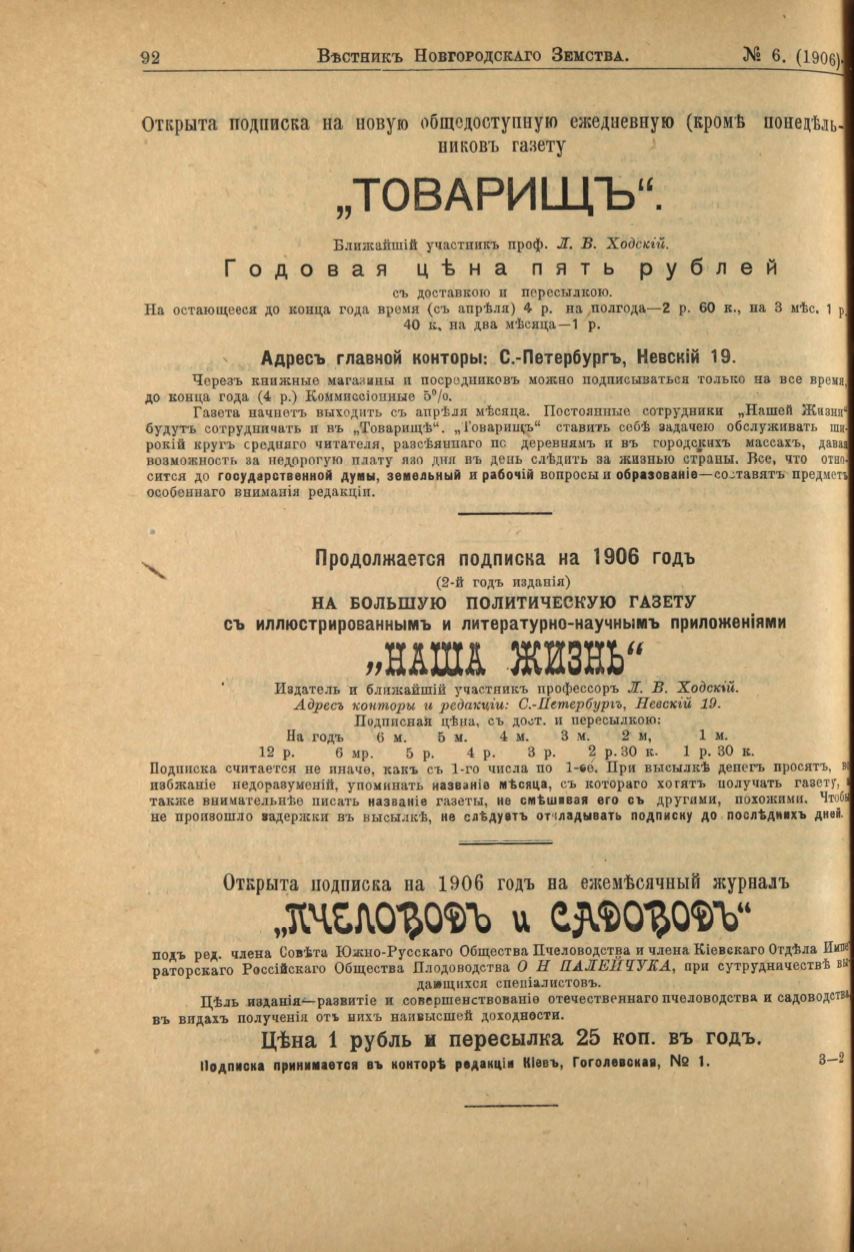 92
Вѣстникъ Новгородскаго Земства.
№ 6. (1906).
Открыта подписка на новую общедоступную ежедневную (кромѣ понедѣль-
никовъ газету
„ТОВАРИЩЪ“.
Ближайшій участникъ проф. Л. В. Ходскій.
Годовая цѣна пять рублей
съ доставкою и пересылкою.
На остающееся до конца года время (съ апрѣля) 4 р. на полгода—2 р. 60 к., на 3 мѣс. 1 р.
40 к. на два мѣсяца—1 р.
Адресъ главной конторы: С.-Петербургъ, Невскій 19.
Черезъ книжные магазины и посредниковъ можно подписываться только на все время,
до конца года (4 р.) Коммиссіонные 5%.
Газета начнетъ выходить съ апрѣля мѣсяца. Постоянные сотрудники „Нашей Жизни“
будутъ сотрудничать и въ „Товарищѣ“. „Товарищъ“ ставитъ себѣ задачею обслуживать ши-
рокій кругъ средняго читателя, разсѣяннаго по деревнямъ и въ городскихъ массахъ, давая
возможность за недорогую плату изо дня въ день слѣдить за жизнью страны. Все, что отно-
сится до государственной думы, земельный и рабочій вопросы и образованіе—составятъ предметъ
особеннаго вниманія редакціи.
Продолжается подписка на 1906 годъ
(2-й годъ изданія)
НА БОЛЬШУЮ ПОЛИТИЧЕСКУЮ ГАЗЕТУ
съ иллюстрированнымъ и литературно-научнымъ приложеніями
„НАША ЖИЗНЬ“
Издатель и ближайшій участникъ профессоръ Л. В. Ходскій.
Адресъ конторы и редакціи: С.-Петербургъ, Невскій 19.
Подписная цѣна, съ дост. и пересылкою:
На годъ 6 м. 5 м. 4 м. 3 м. 2 м, 1 м.
12 р. 6 мр. 5 р. 4 р. 3 р. 2 р. 30 к. 1 р. 30 к.
Подписка считается не иначе, какъ съ 1-го числа по 1-ое. При высылкѣ денегъ просятъ, во
избжаніе недоразуменій, упоминать названіе мѣсяца, съ котораго хотятъ получать газету, а
также внимательнѣе писать названіе газеты, не смѣшивая его съ другими, похожими. Чтобы
не произошло задержки въ высылкѣ, не слѣдуетъ откладывать подписку до послѣднихъ дней.
Открыта подписка на 1906 годъ на ежемѣсячный журналъ
„ПЧЕЛОВОДЪ и САДОВОДЪ“
подъ ред. члена Совѣта Южно-Русскаго Общества Пчеловодства и члена Кіевскаго Отдѣла Импе
раторскаго Россійскаго Общества Плодоводства О Н ПАЛЕЙЧУКА, при сутрудничествѣ вы
дающихся спеціалистовъ.
Цѣль изданія—развитіе и совершенствованіе отечественнаго пчеловодства и садоводства
въ видахъ полученія отъ нихъ наивысшей доходности.
Цѣна 1 рубль и пересылка 25 коп. въ годъ.
Подписка принимается въ конторѣ редакціи Кіевъ, Гоголевская, № 1.
3—2